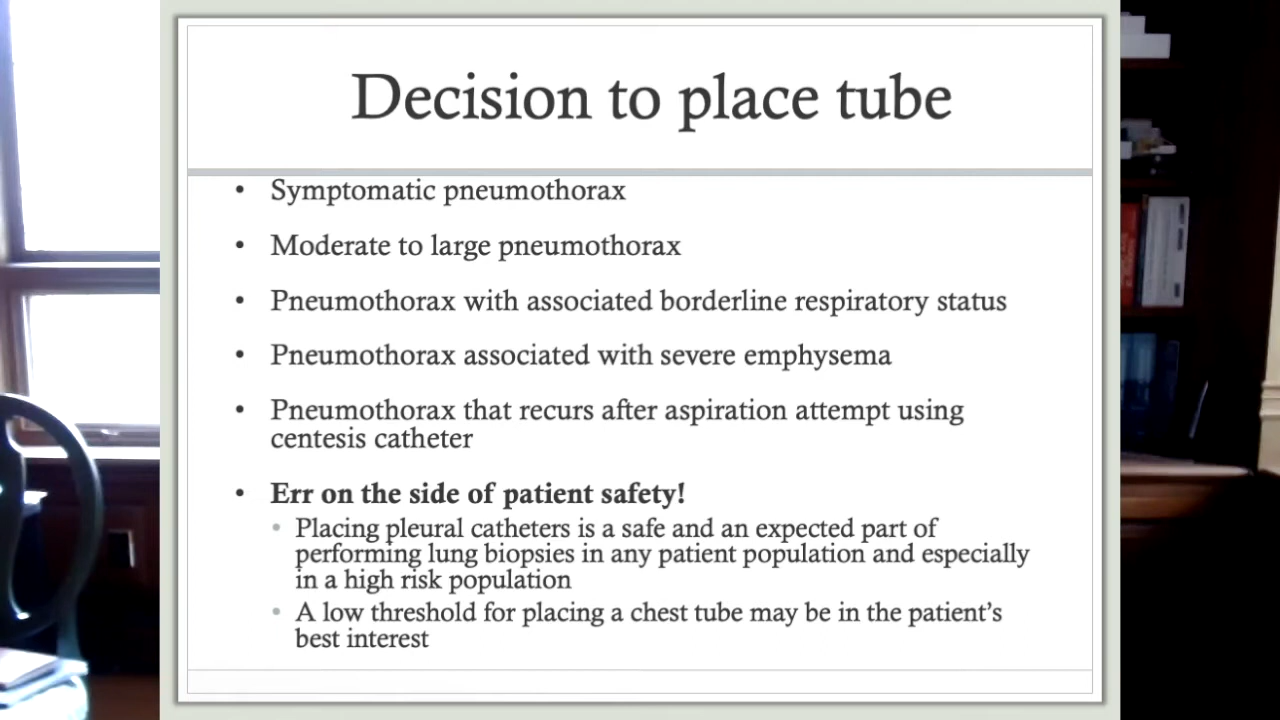 Decision to place tube
• Symptomatic pneumothorax
• Moderate to large pneumothorax
• Pneumothorax with associated borderline respiratory status
• Pneumothorax associated with severe emphysema
• Pneumothorax that recurs after aspiration attempt using
centesis catheter
• Err on the side of patient safety!
• Placing pleural catheters is a safe and an expected part of
performing lung biopsies in any patient population and especially
in a high risk population
• A low threshold for placing a chest tube may be in the patient’s
best interest